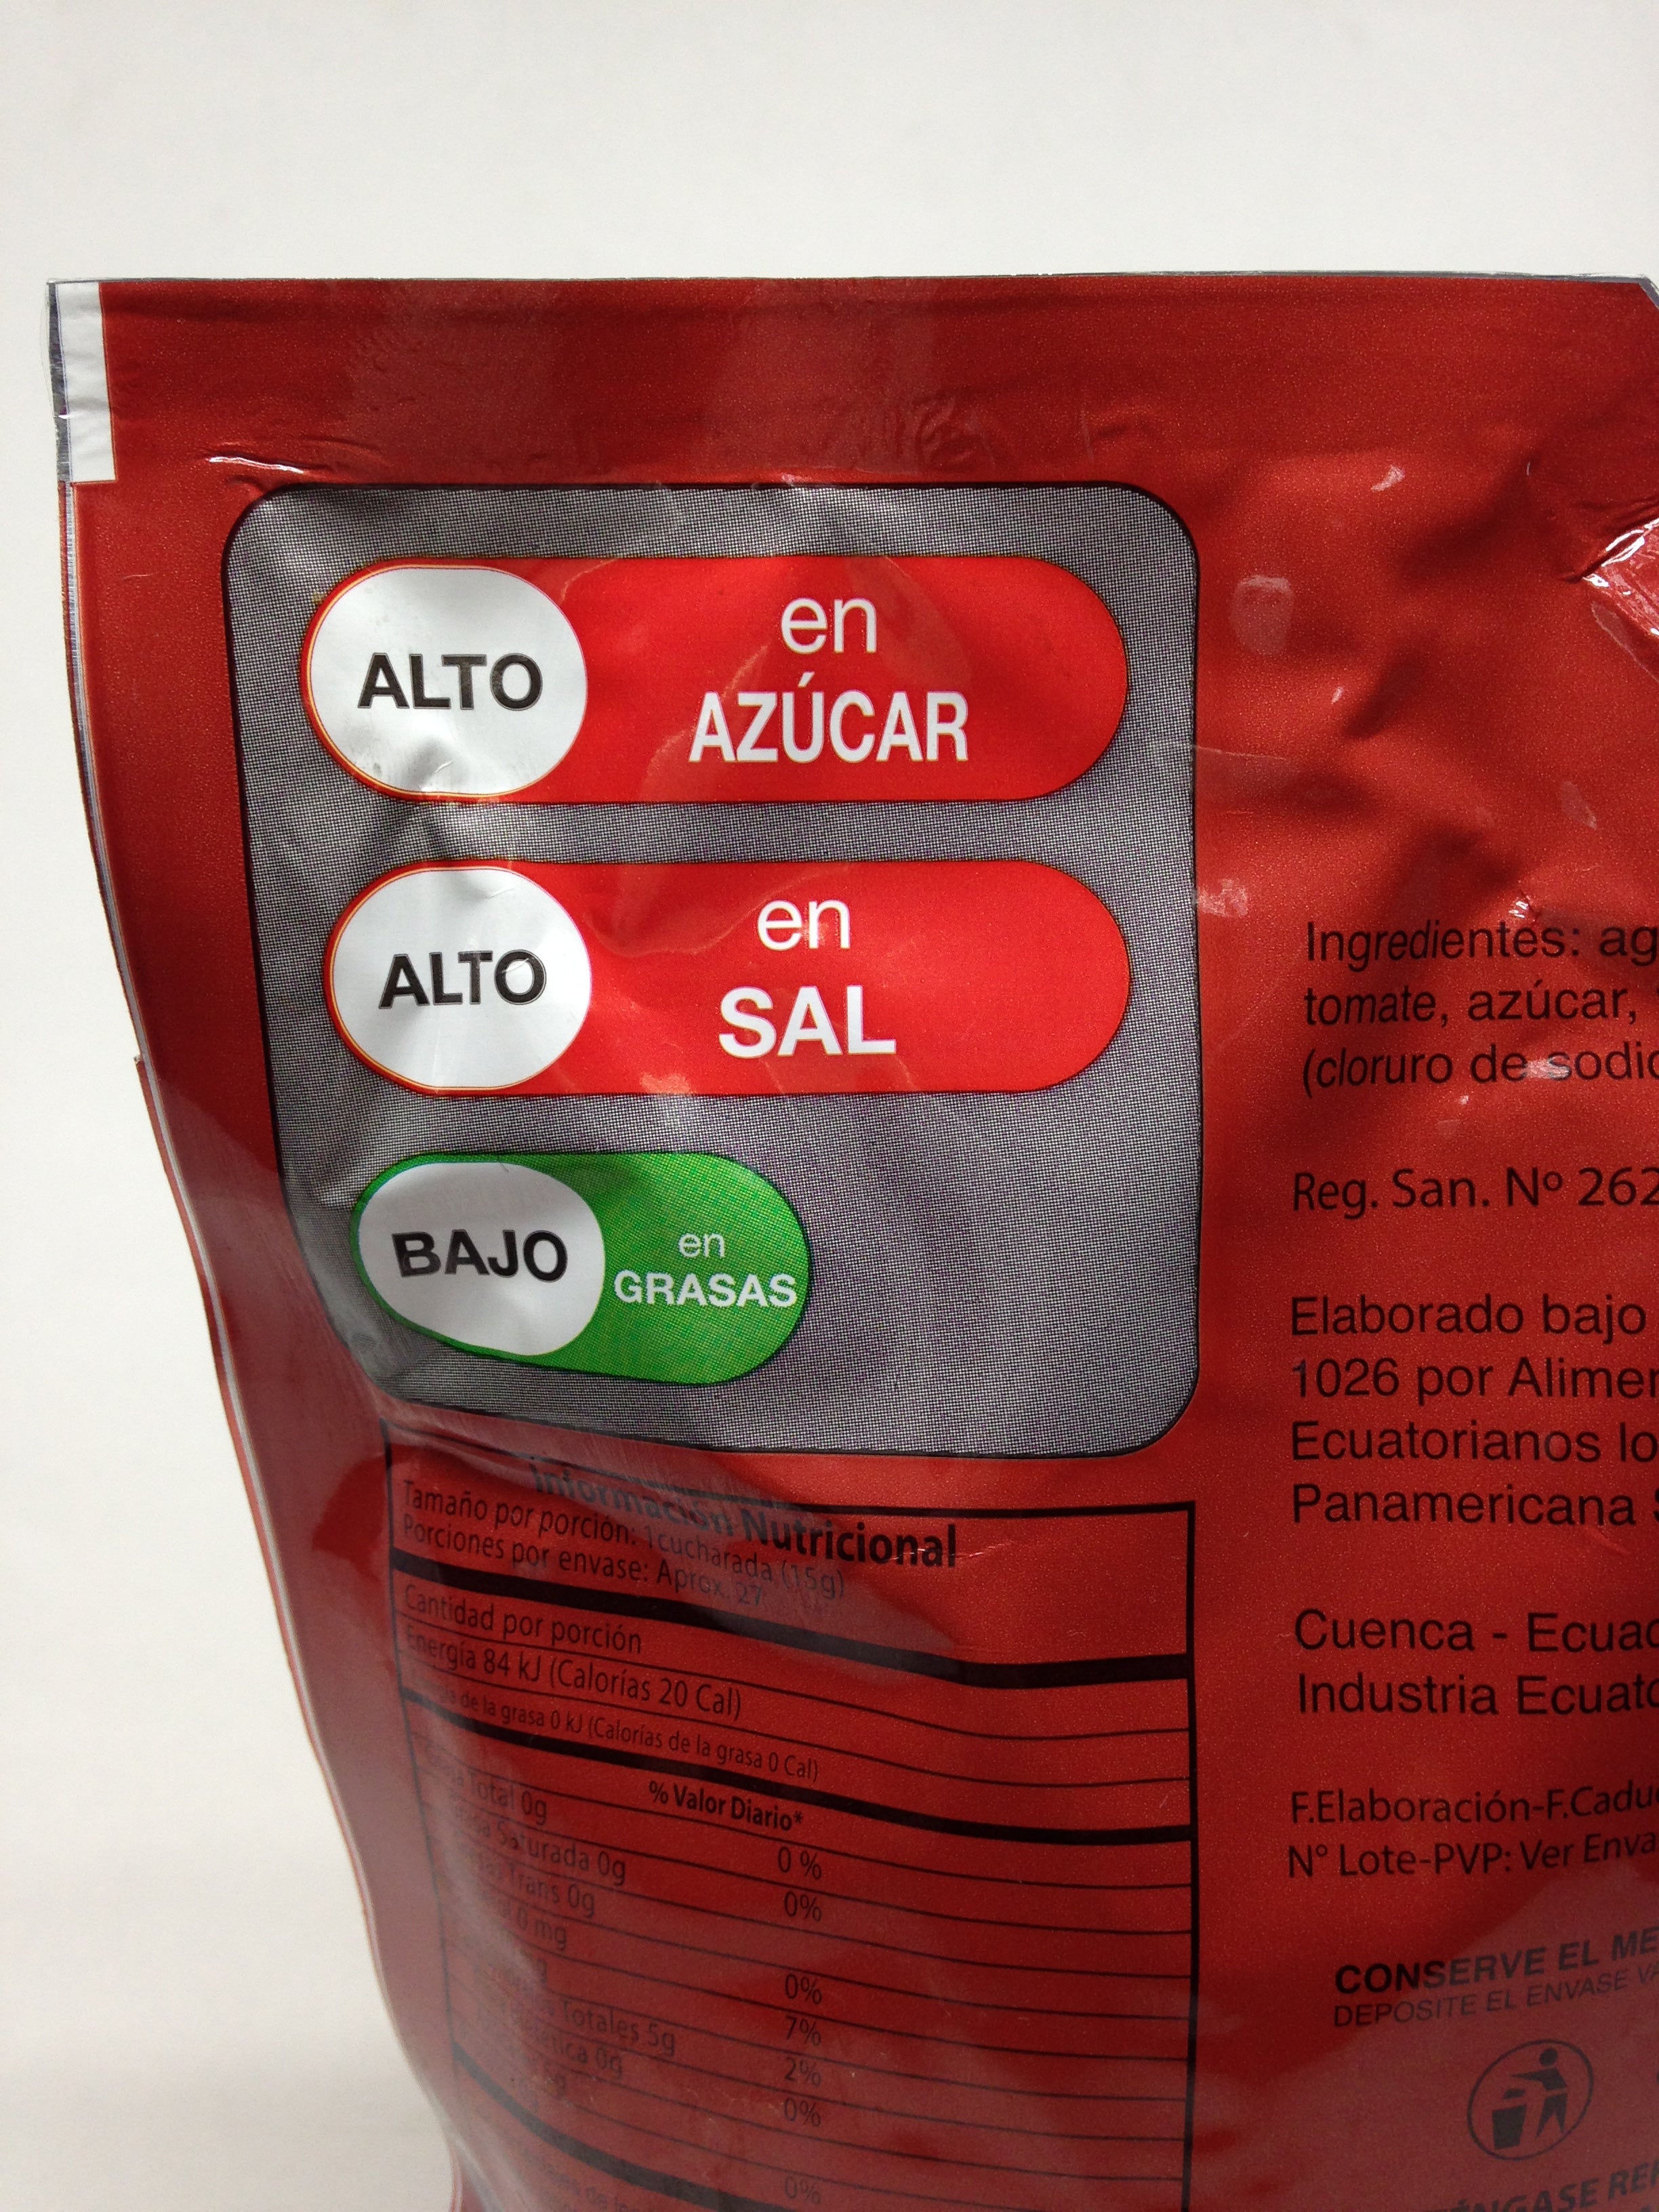 ALTO
en
AZÚCAR
ALTO
en
SAL
BAJO
en
GRASAS
Información Nutricional
Tamaño por porción: 1cucharada (15g)
Porciones por envase: Aprox. 27
Cantidad por porción
Energía 84 kJ (Calorías 20 Cal)
de la grasa 0 kJ (Calorías de la grasa 0 Cal)
% Valor Diario*
Total 0g 0 %
Saturada 0g 0%
Trans 0g
0 mg 0%
7%
Totales 5g 2%
0g 0%
0%
Ingredientes: ag
tomate, azúcar,
(cloruro de sodio
Reg. San. Nº 262
Elaborado bajo
1026 por Alimen
Ecuatorianos lo
Panamericana S
Cuenca - Ecuad
Industria Ecuato
F.Elaboración-F.Cadu
N° Lote-PVP: Ver Enva
CONSERVE EL ME
DEPOSITE EL ENVASE VA